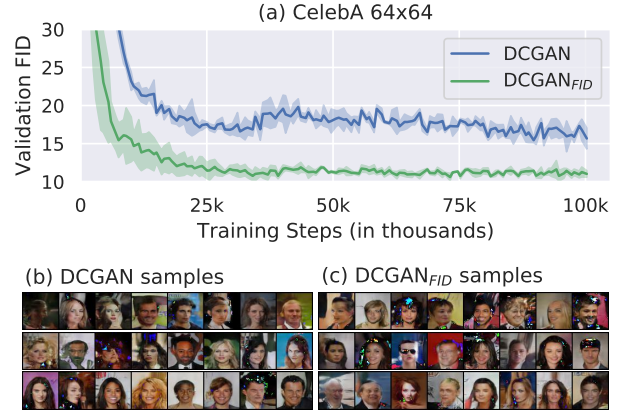 (a) CelebA 64x64
Validation FID
30
25
20
15
10
DCGAN
DCGAN_FID
0 25k 50k 75k 100k
Training Steps (in thousands)
(b) DCGAN samples
(c) DCGAN_FID samples